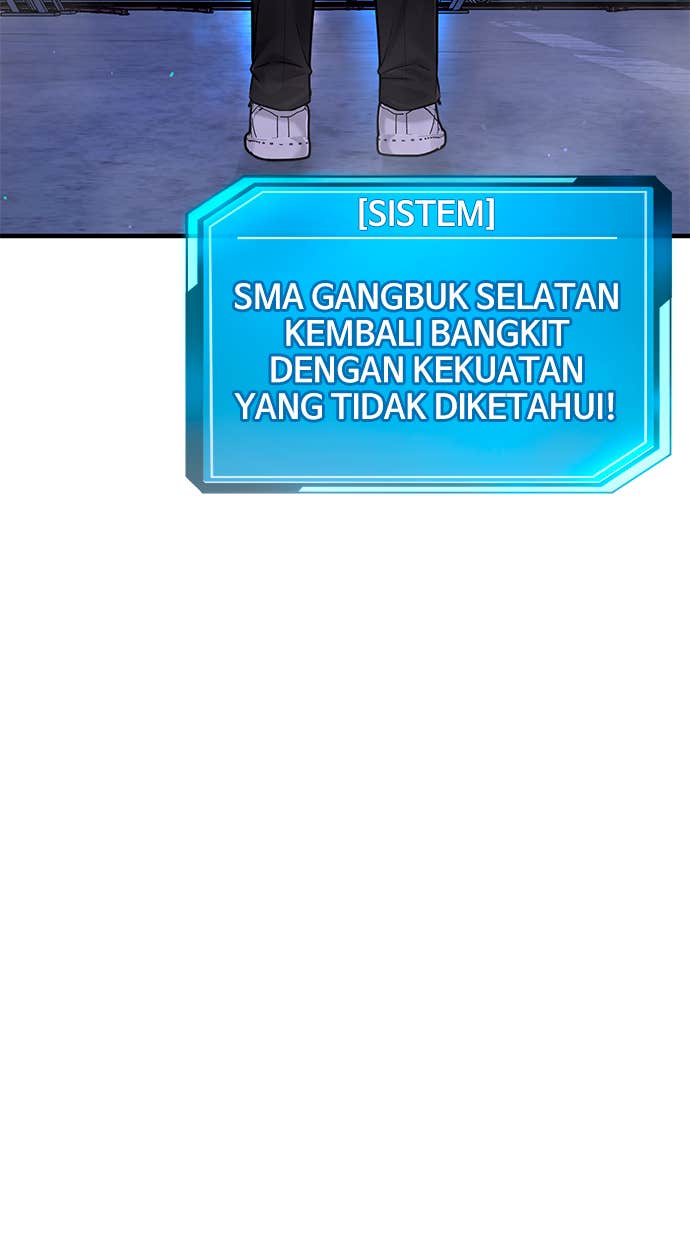 [SISTEM]
SMA GANGBUK SELATAN
KEMBALI BANGKIT
DENGAN KEKUATAN
YANG TIDAK DIKETAHUI!